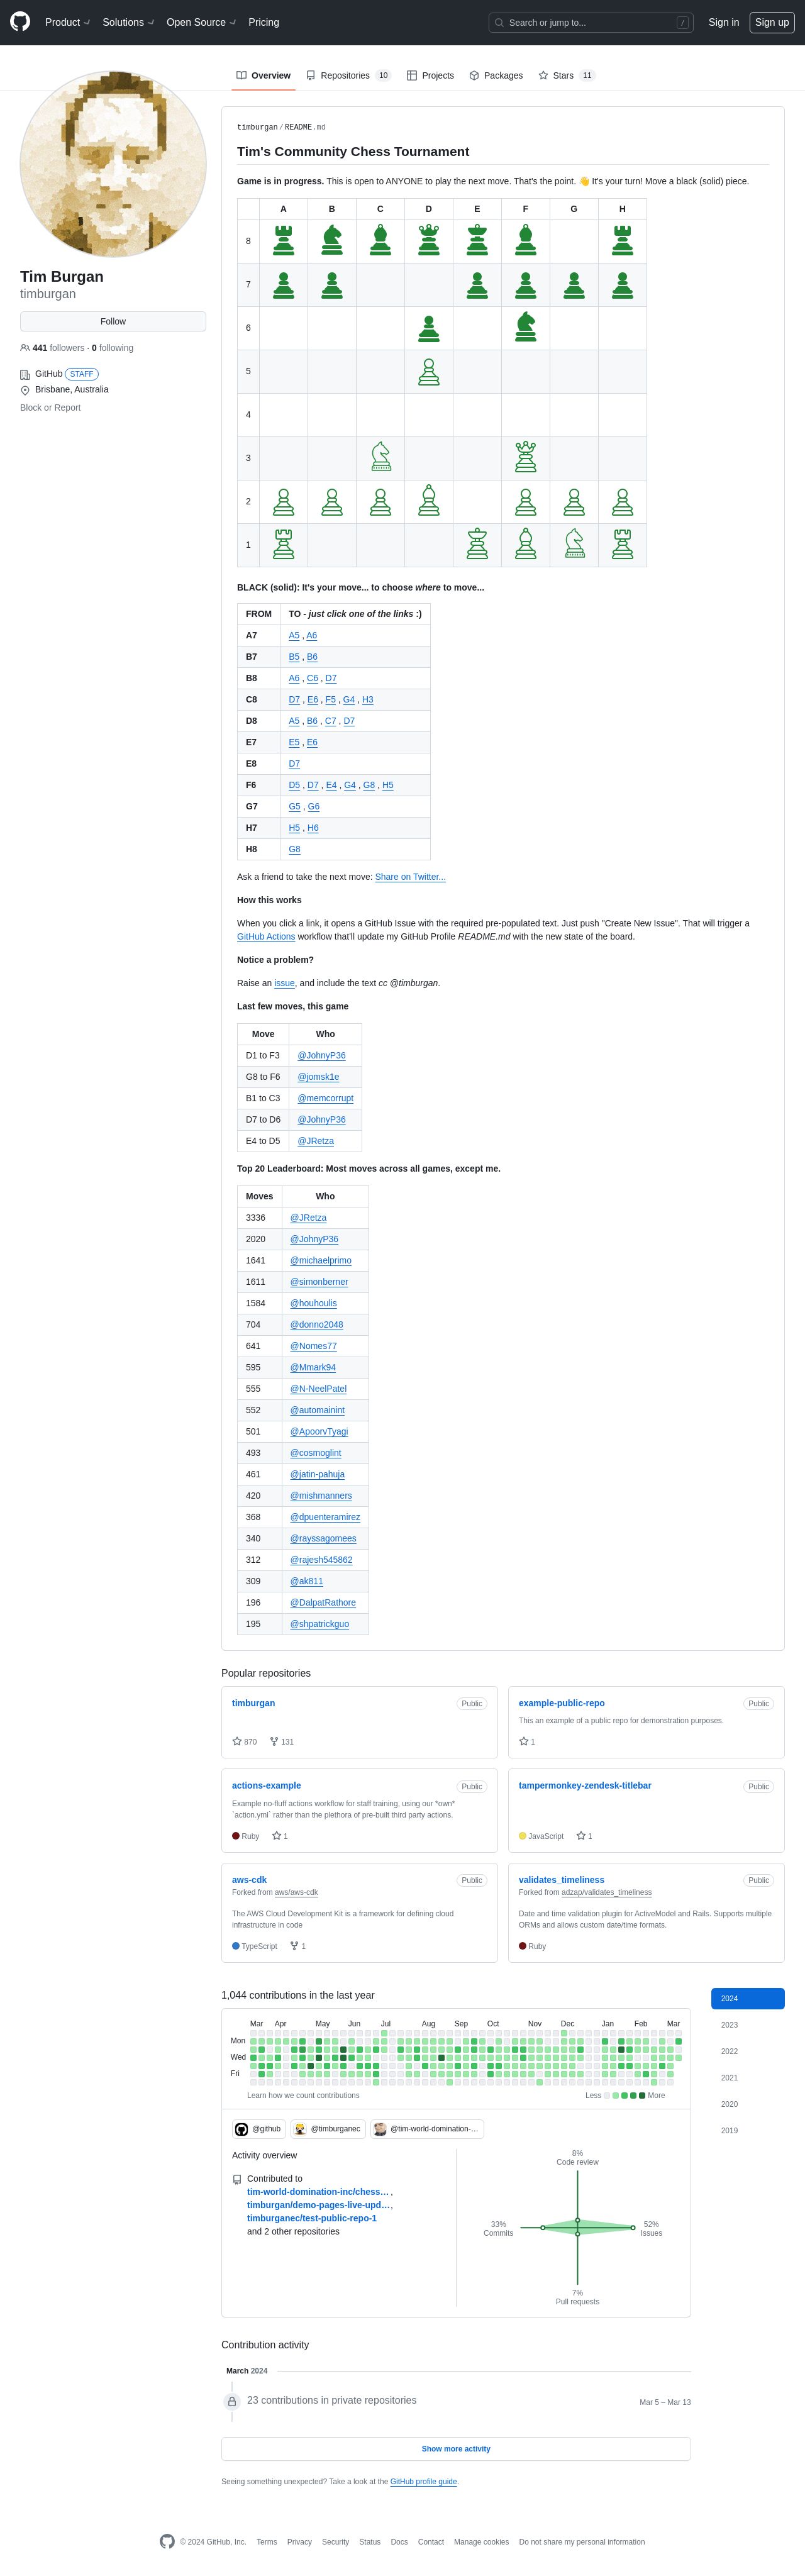 Product Solutions Open Source Pricing Search or jump to... / Sign in Sign up
Overview Repositories 10 Projects Packages Stars 11
Tim Burgan
timburgan
Follow
441 followers · 0 following
GitHub STAFF
Brisbane, Australia
Block or Report
timburgan/README.md
Tim's Community Chess Tournament
Game is in progress. This is open to ANYONE to play the next move. That's the point. 👋 It's your turn! Move a black (solid) piece.
A B C D E F G H
8
7
6
5
4
3
2
1
BLACK (solid): It's your move... to choose where to move...
FROM TO - just click one of the links :)
A7 A5 , A6
B7 B5 , B6
B8 A6 , C6 , D7
C8 D7 , E6 , F5 , G4 , H3
D8 A5 , B6 , C7 , D7
E7 E5 , E6
E8 D7
F6 D5 , D7 , E4 , G4 , G8 , H5
G7 G5 , G6
H7 H5 , H6
H8 G8
Ask a friend to take the next move: Share on Twitter...
How this works
When you click a link, it opens a GitHub Issue with the required pre-populated text. Just push "Create New Issue". That will trigger a
GitHub Actions workflow that'll update my GitHub Profile README.md with the new state of the board.
Notice a problem?
Raise an issue, and include the text cc @timburgan.
Last few moves, this game
Move Who
D1 to F3 @JohnyP36
G8 to F6 @jomsk1e
B1 to C3 @memcorrupt
D7 to D6 @JohnyP36
E4 to D5 @JRetza
Top 20 Leaderboard: Most moves across all games, except me.
Moves Who
3336 @JRetza
2020 @JohnyP36
1641 @michaelprimo
1611 @simonberner
1584 @houhoulis
704 @donno2048
641 @Nomes77
595 @Mmark94
555 @N-NeelPatel
552 @automainint
501 @ApoorvTyagi
493 @cosmoglint
461 @jatin-pahuja
420 @mishmanners
368 @dpuenteramirez
340 @rayssagomees
312 @rajesh545862
309 @ak811
196 @DalpatRathore
195 @shpatrickguo
Popular repositories
timburgan Public
870 131
example-public-repo Public
This an example of a public repo for demonstration purposes.
1
actions-example Public
Example no-fluff actions workflow for staff training, using our *own*
`action.yml` rather than the plethora of pre-built third party actions.
Ruby 1
tampermonkey-zendesk-titlebar Public
JavaScript 1
aws-cdk Public
Forked from aws/aws-cdk
The AWS Cloud Development Kit is a framework for defining cloud
infrastructure in code
TypeScript 1
validates_timeliness Public
Forked from adzap/validates_timeliness
Date and time validation plugin for ActiveModel and Rails. Supports multiple
ORMs and allows custom date/time formats.
Ruby
1,044 contributions in the last year
Mar Apr May Jun Jul Aug Sep Oct Nov Dec Jan Feb Mar
Mon
Wed
Fri
Learn how we count contributions Less More
@github @timburganec @tim-world-domination-…
Activity overview
Contributed to
tim-world-domination-inc/chess… ,
timburgan/demo-pages-live-upd… ,
timburganec/test-public-repo-1
and 2 other repositories
8%
Code review
33%
Commits
52%
Issues
7%
Pull requests
2024
2023
2022
2021
2020
2019
Contribution activity
March 2024
23 contributions in private repositories Mar 5 – Mar 13
Show more activity
Seeing something unexpected? Take a look at the GitHub profile guide.
© 2024 GitHub, Inc. Terms Privacy Security Status Docs Contact Manage cookies Do not share my personal information